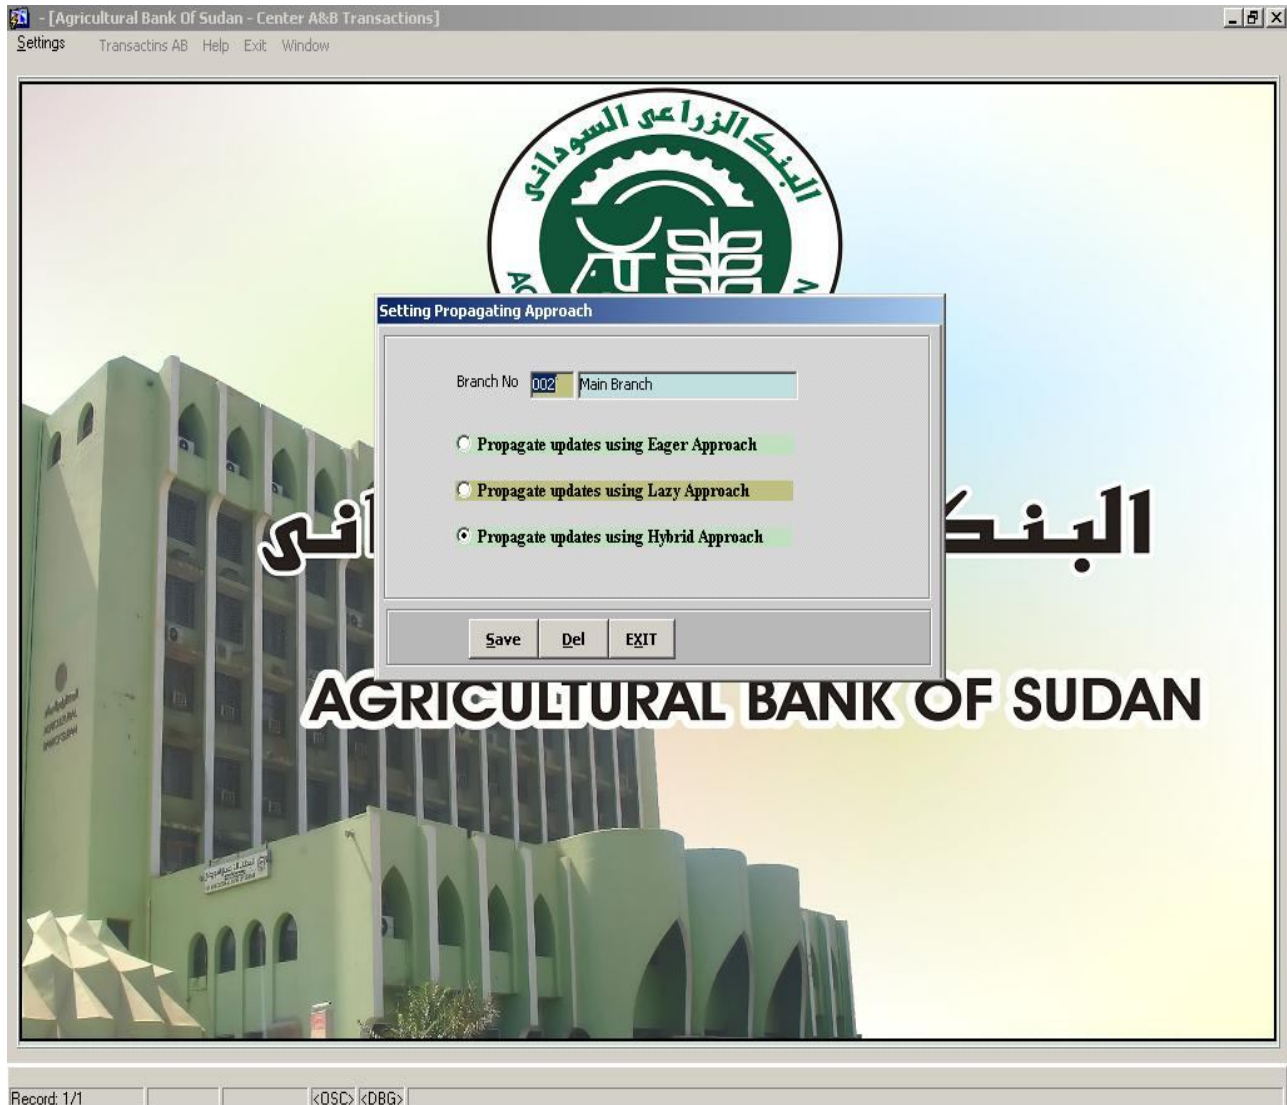 - [Agricultural Bank Of Sudan - Center A&B Transactions]
Settings Transactins AB Help Exit Window
البنك الزراعى السودانى
Setting Propagating Approach
Branch No 002 Main Branch
Propagate updates using Eager Approach
Propagate updates using Lazy Approach
Propagate updates using Hybrid Approach
البنك
انى
Save Del EXIT
AGRICULTURAL BANK OF SUDAN
Record: 1/1 <OSC> <DBG>